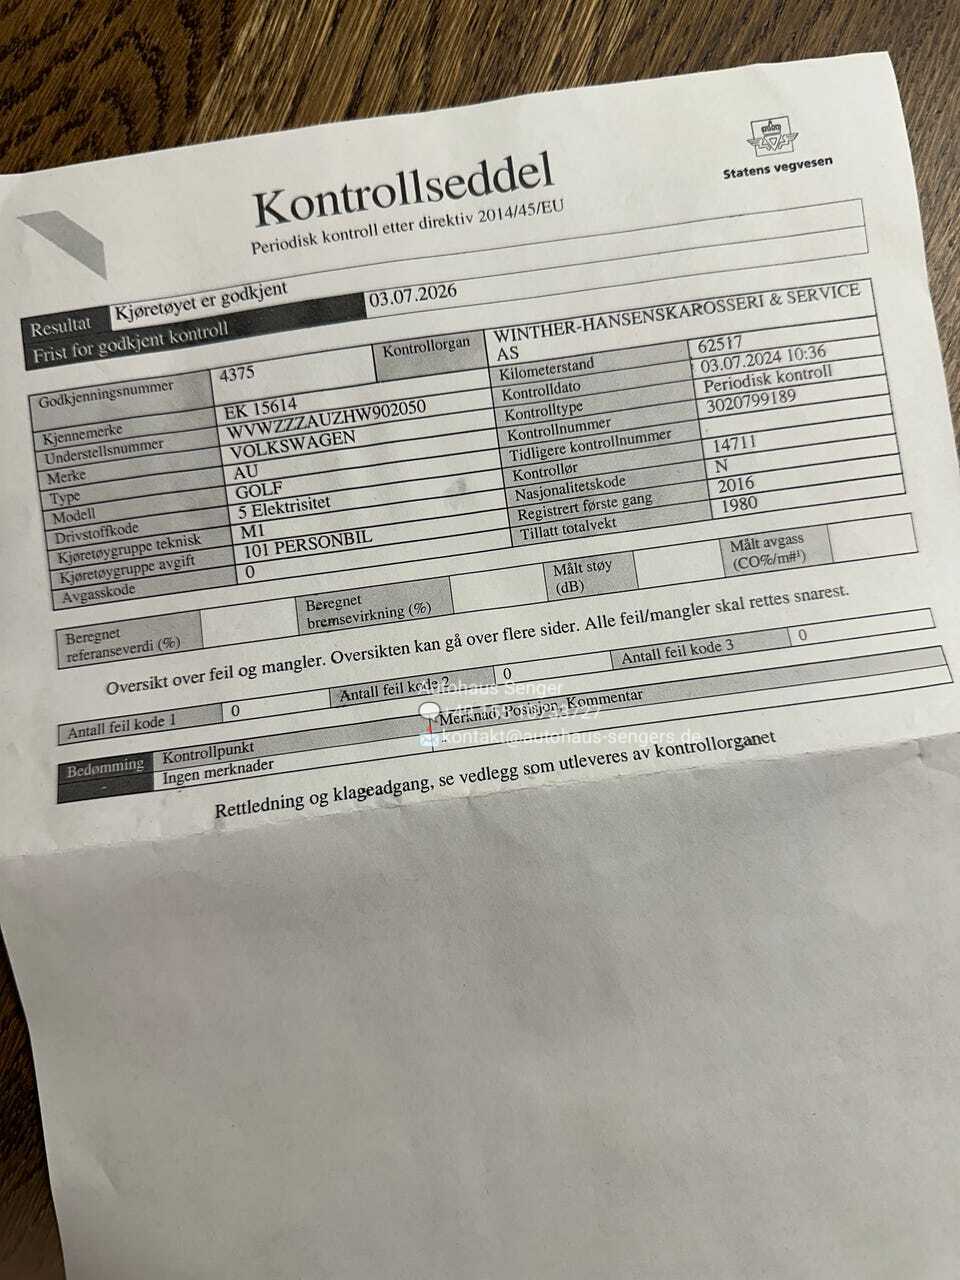 Statens vegvesen
Kontrollseddel
Periodisk kontroll etter direktiv 2014/45/EU
Resultat Kjøretøyet er godkjent
Frist for godkjent kontroll 03.07.2026
Godkjenningsnummer 4375 Kontrollorgan WINTHER-HANSENSKAROSSERI & SERVICE AS
Kjennemerke EK 15614 Kilometerstand 62517
Understellsnummer WVWZZZAUZHW902050 Kontrolldato 03.07.2024 10:36
Merke VOLKSWAGEN Kontrolltype Periodisk kontroll
Type AU Kontrollnummer 3020799189
Modell GOLF Tidligere kontrollnummer
Drivstoffkode 5 Elektrisitet Kontrollør 14711
Kjøretøygruppe teknisk M1 Nasjonalitetskode N
Kjøretøygruppe avgift 101 PERSONBIL Registrert første gang 2016
Avgasskode 0 Tillatt totalvekt 1980
Beregnet referanseverdi (%) Beregnet bremsevirkning (%) Målt støy (dB) Målt avgass (CO%/m#¹)
Oversikt over feil og mangler. Oversikten kan gå over flere sider. Alle feil/mangler skal rettes snarest.
Antall feil kode 1 0 Antall feil kode 2 0 Antall feil kode 3 0
Autohaus Senger
Bedømming Kontrollpunkt Merknad, Posisjon, Kommentar
- Ingen merknader
kontakt@autohaus-sengers.de
Rettledning og klageadgang, se vedlegg som utleveres av kontrollorganet